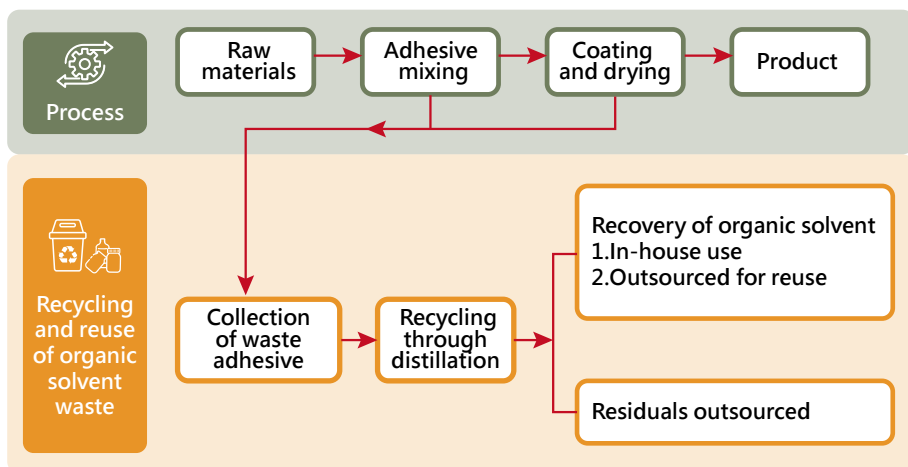 Process
Raw
materials
Adhesive
mixing
Coating
and drying
Product
Recycling
and reuse
of organic
solvent
waste
Collection
of waste
adhesive
Recycling
through
distillation
Recovery of organic solvent
1.In-house use
2.Outsourced for reuse
Residuals outsourced